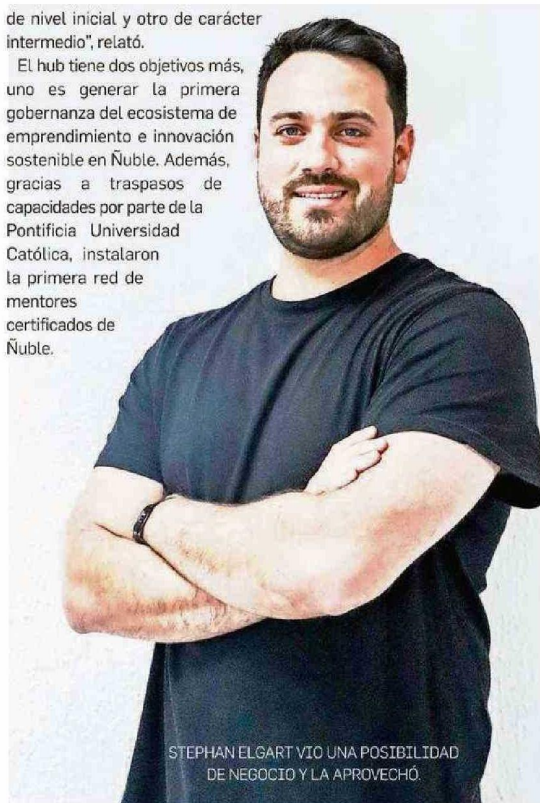 de nivel inicial y otro de carácter
intermedio”, relató.
El hub tiene dos objetivos más,
uno es generar la primera
gobernanza del ecosistema de
emprendimiento e innovación
sostenible en Ñuble. Además,
gracias a traspasos de
capacidades por parte de la
Pontificia Universidad
Católica, instalaron
la primera red de
mentores
certificados de
Ñuble.
STEPHAN ELGART VIO UNA POSIBILIDAD
DE NEGOCIO Y LA APROVECHÓ.